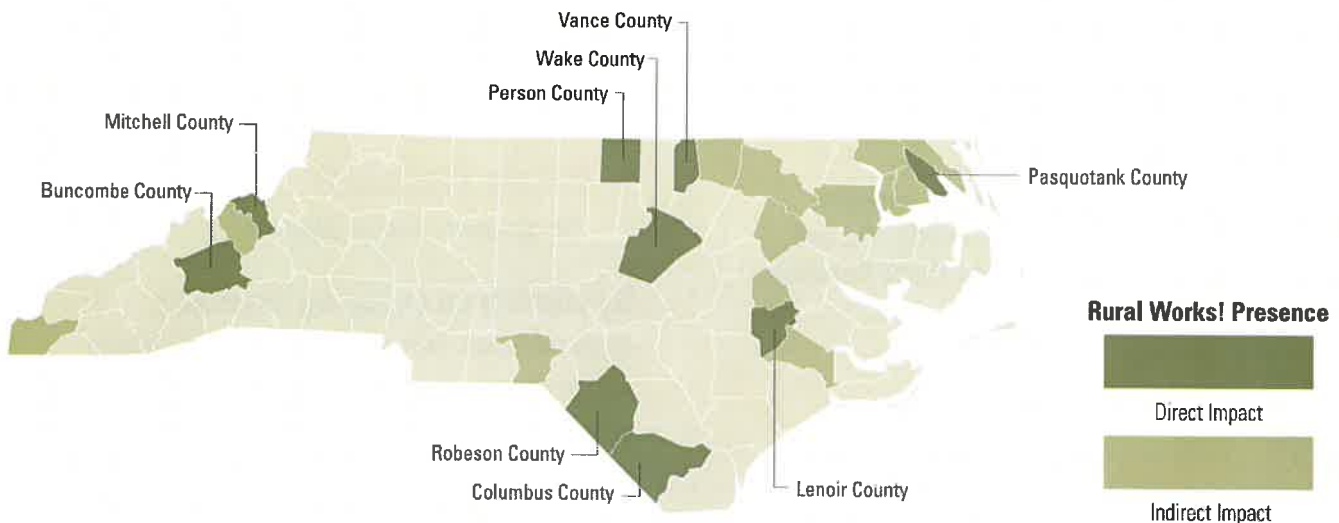 Vance County
Wake County
Person County
Mitchell County
Buncombe County
Pasquotank County
Rural Works! Presence
Direct Impact
Robeson County
Columbus County
Lenoir County
Indirect Impact